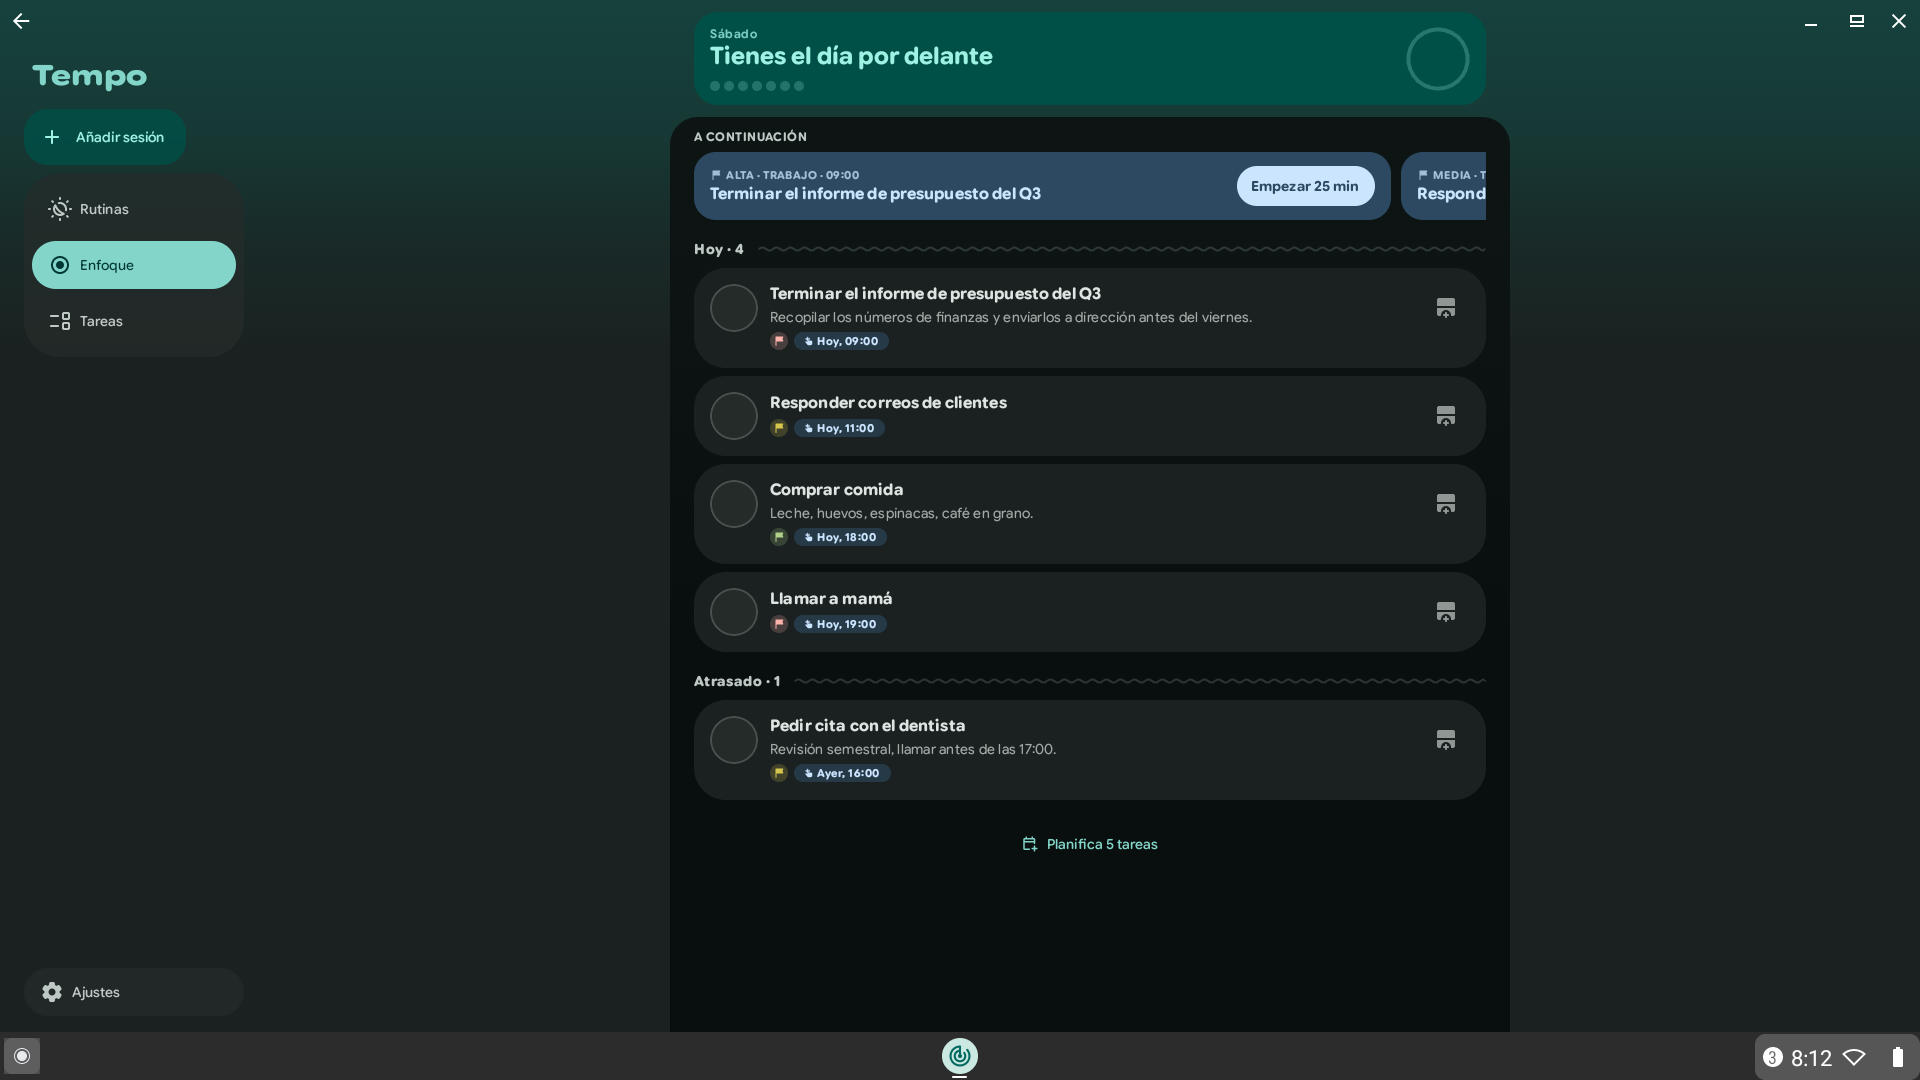 Tempo
Añadir sesión
Rutinas
Enfoque
Tareas
Ajustes
Sábado
Tienes el día por delante
A CONTINUACIÓN
ALTA · TRABAJO · 09:00
Terminar el informe de presupuesto del Q3
Empezar 25 min
MEDIA · T
Respond
Hoy · 4
Terminar el informe de presupuesto del Q3
Recopilar los números de finanzas y enviarlos a dirección antes del viernes.
Hoy, 09:00
Responder correos de clientes
Hoy, 11:00
Comprar comida
Leche, huevos, espinacas, café en grano.
Hoy, 18:00
Llamar a mamá
Hoy, 19:00
Atrasado · 1
Pedir cita con el dentista
Revisión semestral, llamar antes de las 17:00.
Ayer, 16:00
Planifica 5 tareas
3 8:12